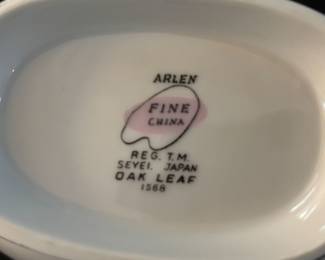 ARLEN
FINE
CHINA
REG. T.M.
SEYEI. JAPAN
OAK LEAF
1568